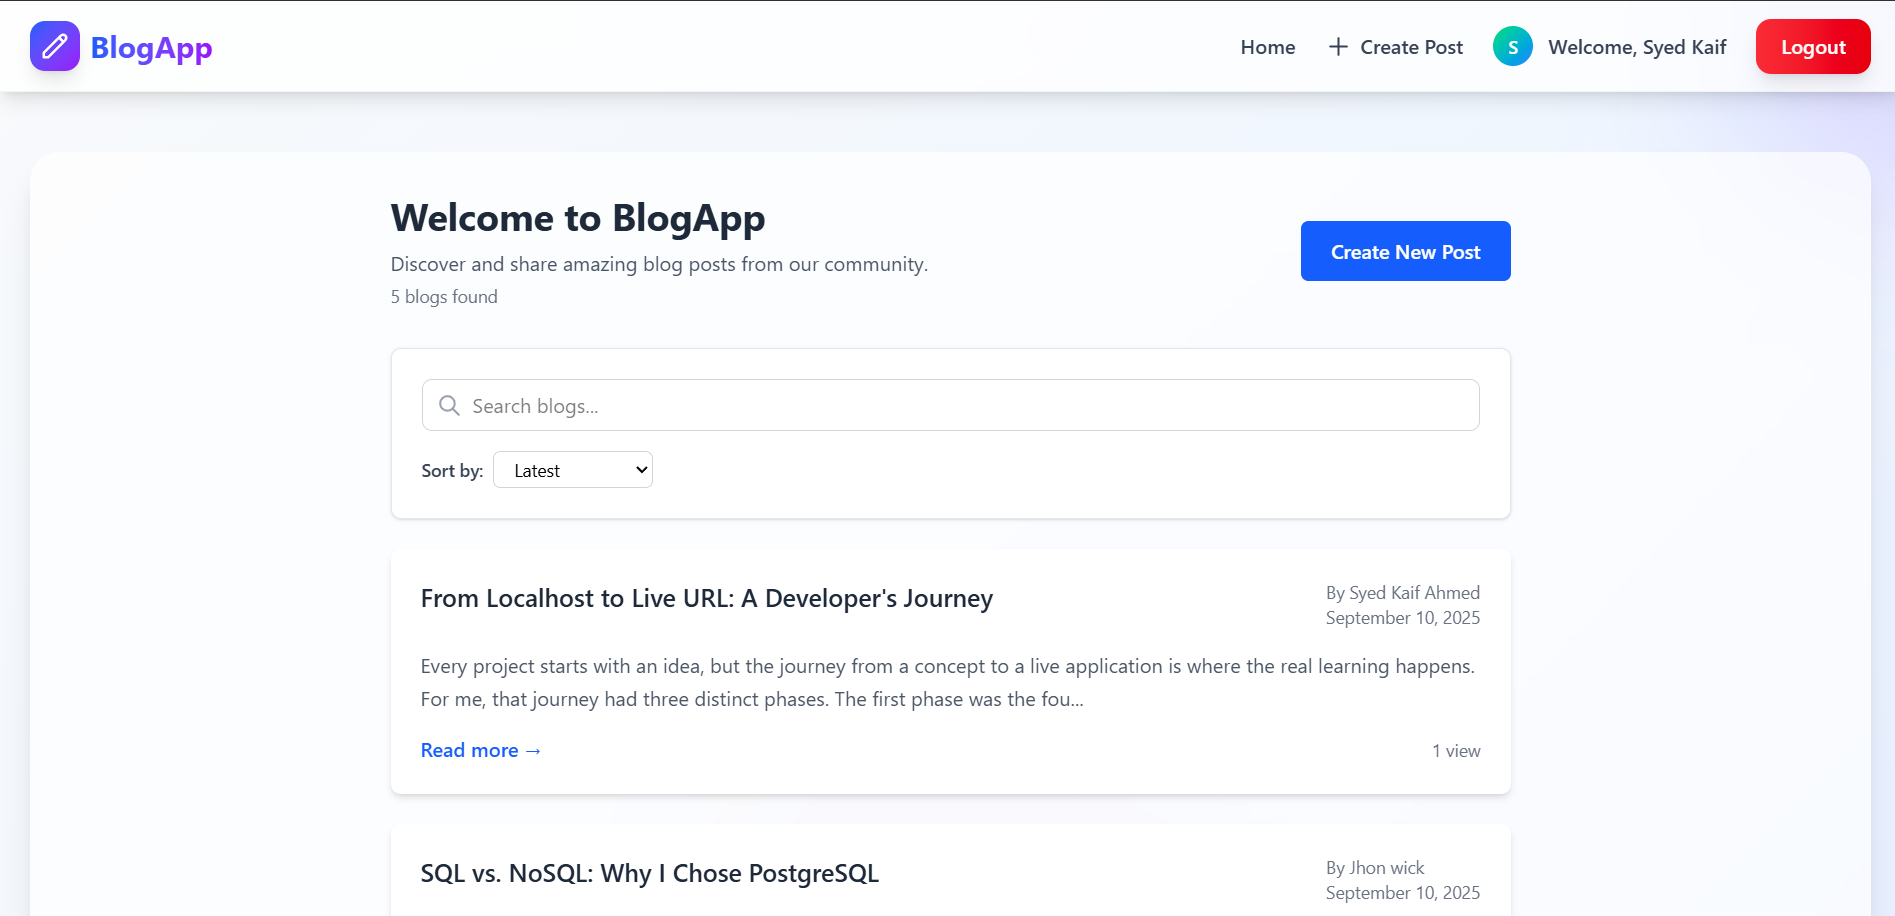 BlogApp
Home
Create Post
S
Welcome, Syed Kaif
Logout
Welcome to BlogApp
Discover and share amazing blog posts from our community.
5 blogs found
Create New Post
Search blogs...
Sort by:
Latest
From Localhost to Live URL: A Developer's Journey
By Syed Kaif Ahmed
September 10, 2025
Every project starts with an idea, but the journey from a concept to a live application is where the real learning happens.
For me, that journey had three distinct phases. The first phase was the fou...
Read more →
1 view
SQL vs. NoSQL: Why I Chose PostgreSQL
By Jhon wick
September 10, 2025